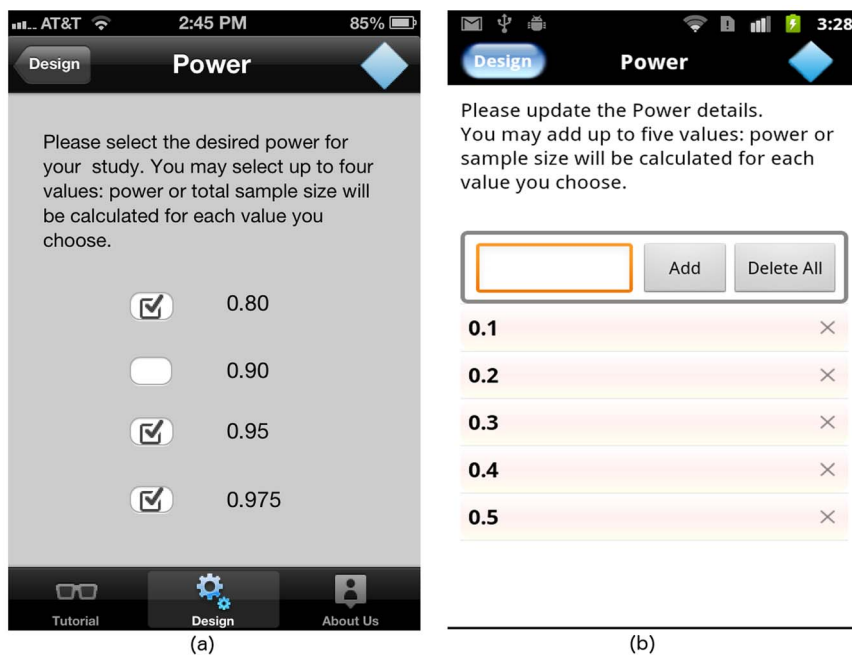 AT&T 2:45 PM 85%
Design Power
Please select the desired power for
your study. You may select up to four
values: power or total sample size will
be calculated for each value you
choose.
0.80
0.90
0.95
0.975
Tutorial Design About Us
(a)
3:28
Design Power
Please update the Power details.
You may add up to five values: power or
sample size will be calculated for each
value you choose.
Add Delete All
0.1
0.2
0.3
0.4
0.5
(b)